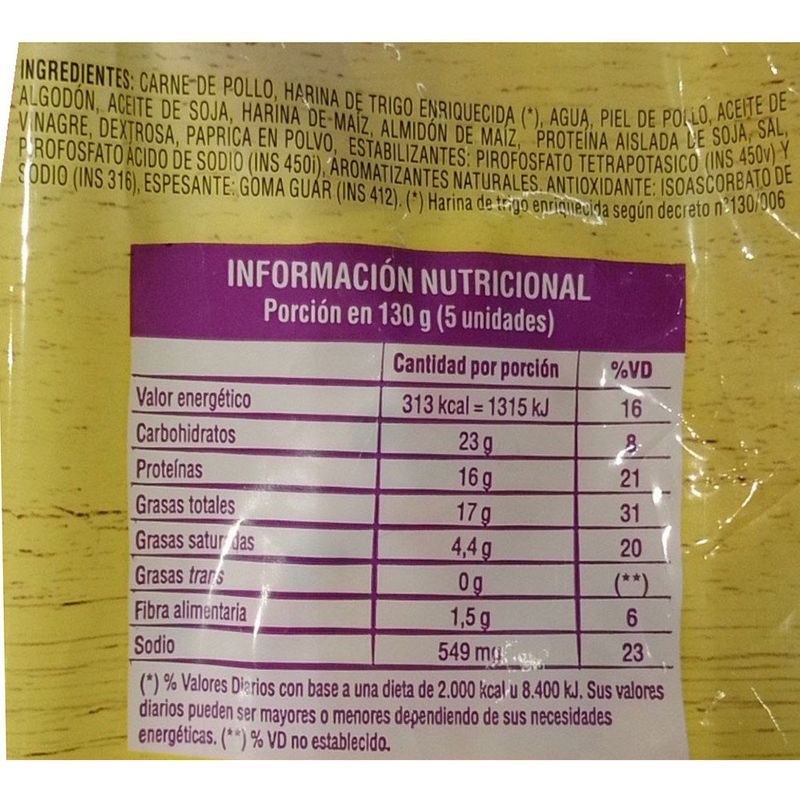 INGREDIENTES: CARNE DE POLLO, HARINA DE TRIGO ENRIQUECIDA (*), AGUA, PIEL DE POLLO, ACEITE DE
ALGODÓN, ACEITE DE SOJA, HARINA DE MAÍZ, ALMIDÓN DE MAÍZ, PROTEÍNA AISLADA DE SOJA, SAL,
VINAGRE, DEXTROSA, PAPRICA EN POLVO, ESTABILIZANTES: PIROFOSFATO TETRAPOTASICO (INS 450v) Y
PIROFOSFATO ÁCIDO DE SODIO (INS 450i), AROMATIZANTES NATURALES, ANTIOXIDANTE: ISOASCORBATO DE
SODIO (INS 316), ESPESANTE: GOMA GUAR (INS 412). (*) Harina de trigo enriquecida según decreto n°130/006
INFORMACIÓN NUTRICIONAL
Porción en 130 g (5 unidades)
Cantidad por porción %VD
Valor energético 313 kcal = 1315 kJ 16
Carbohidratos 23 g 8
Proteínas 16 g 21
Grasas totales 17 g 31
Grasas saturadas 4,4 g 20
Grasas trans 0 g (**)
Fibra alimentaria 1,5 g 6
Sodio 549 mg 23
(*) % Valores Diarios con base a una dieta de 2.000 kcal u 8.400 kJ. Sus valores
diarios pueden ser mayores o menores dependiendo de sus necesidades
energéticas. (**) % VD no establecido.